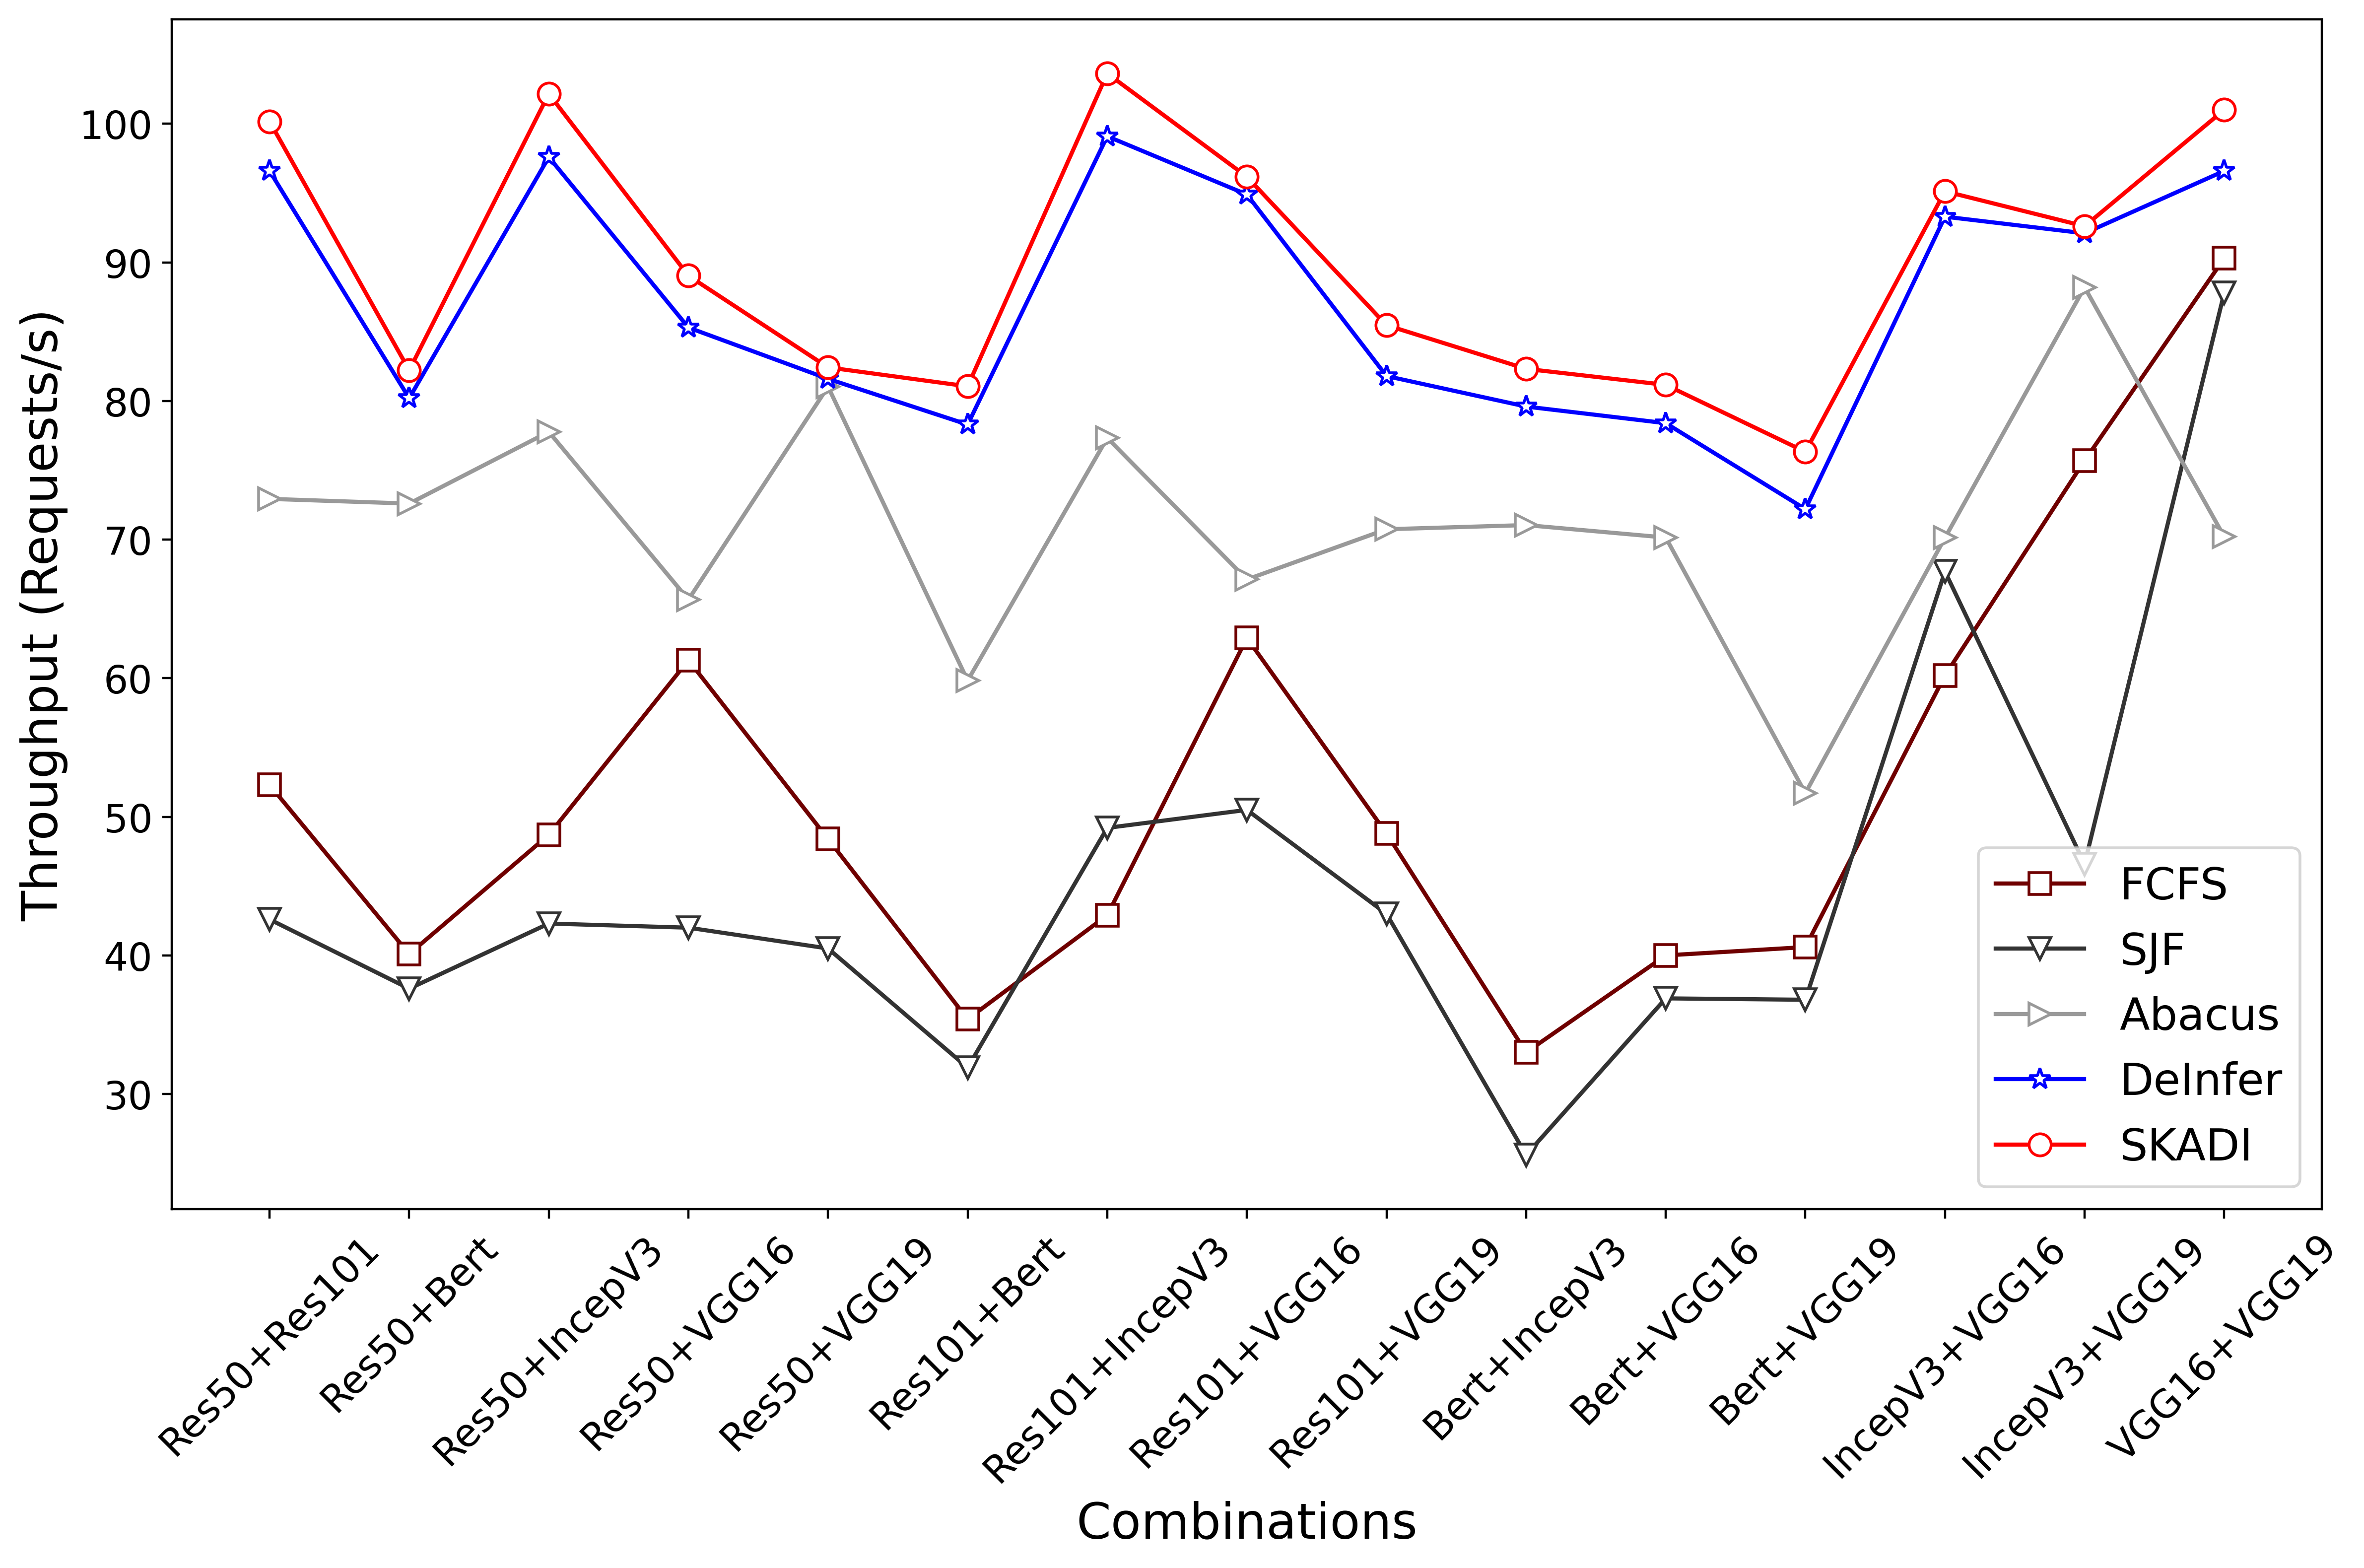 Throughput (Requests/s)
100
90
80
70
60
50
40
30
FCFS
SJF
Abacus
DeInfer
SKADI
Res50+Res101
Res50+Bert
Res50+IncepV3
Res50+VGG16
Res50+VGG19
Res101+Bert
Res101+IncepV3
Res101+VGG16
Res101+VGG19
Bert+IncepV3
Bert+VGG16
Bert+VGG19
IncepV3+VGG16
IncepV3+VGG19
VGG16+VGG19
Combinations